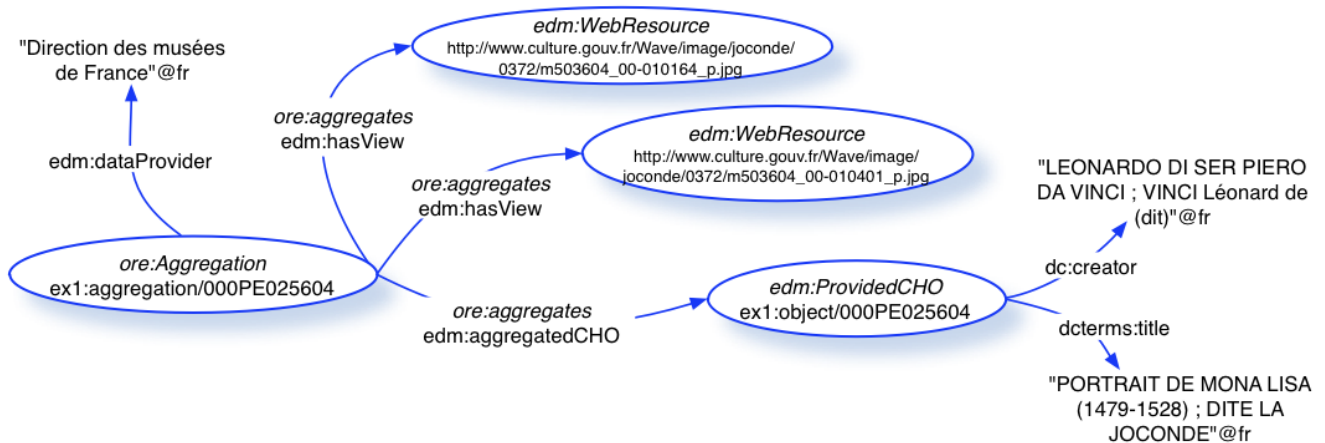 "Direction des musées
de France"@fr
edm:dataProvider
ore:Aggregation
ex1:aggregation/000PE025604
ore:aggregates
edm:hasView
edm:WebResource
http://www.culture.gouv.fr/Wave/image/joconde/
0372/m503604_00-010164_p.jpg
ore:aggregates
edm:hasView
edm:WebResource
http://www.culture.gouv.fr/Wave/image/
joconde/0372/m503604_00-010401_p.jpg
ore:aggregates
edm:aggregatedCHO
edm:ProvidedCHO
ex1:object/000PE025604
dc:creator
"LEONARDO DI SER PIERO
DA VINCI ; VINCI Léonard de
(dit)"@fr
dcterms:title
"PORTRAIT DE MONA LISA
(1479-1528) ; DITE LA
JOCONDE"@fr